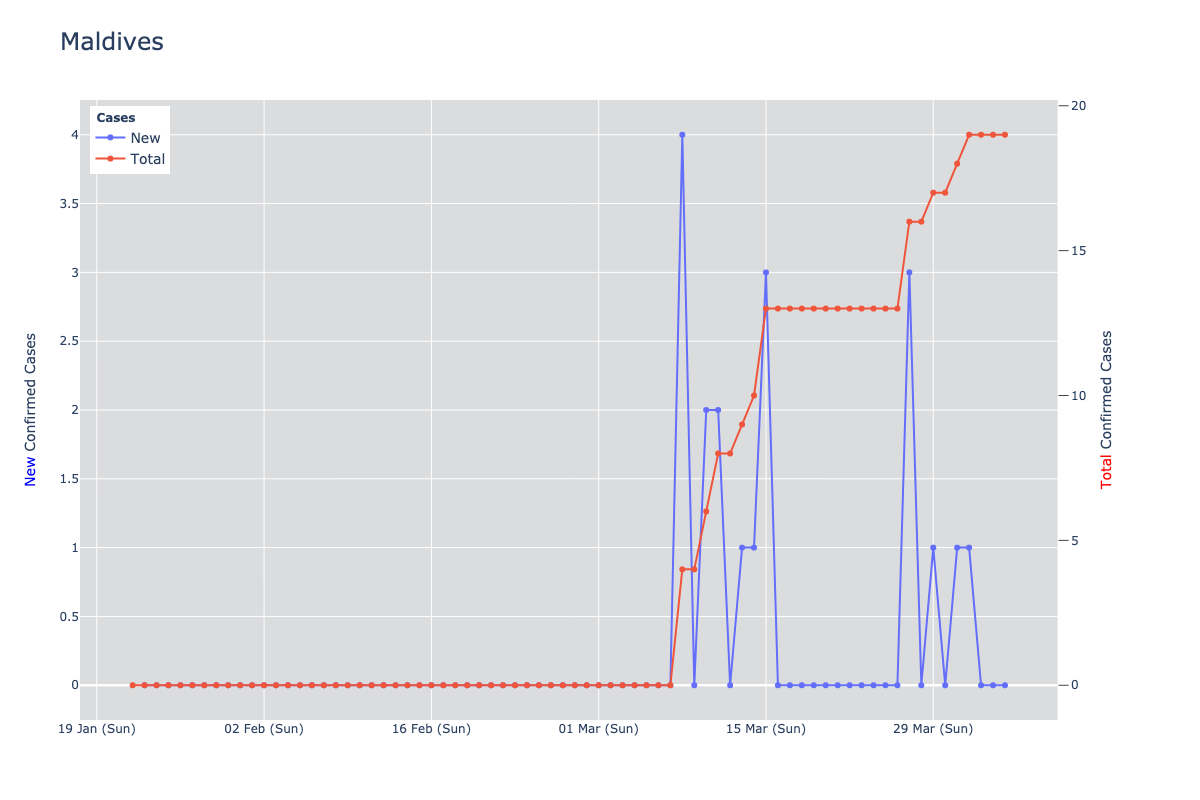 Maldives
Cases
New
Total
4
3.5
3
2.5
2
1.5
1
0.5
0
New Confirmed Cases
20
15
10
5
0
Total Confirmed Cases
19 Jan (Sun)
02 Feb (Sun)
16 Feb (Sun)
01 Mar (Sun)
15 Mar (Sun)
29 Mar (Sun)